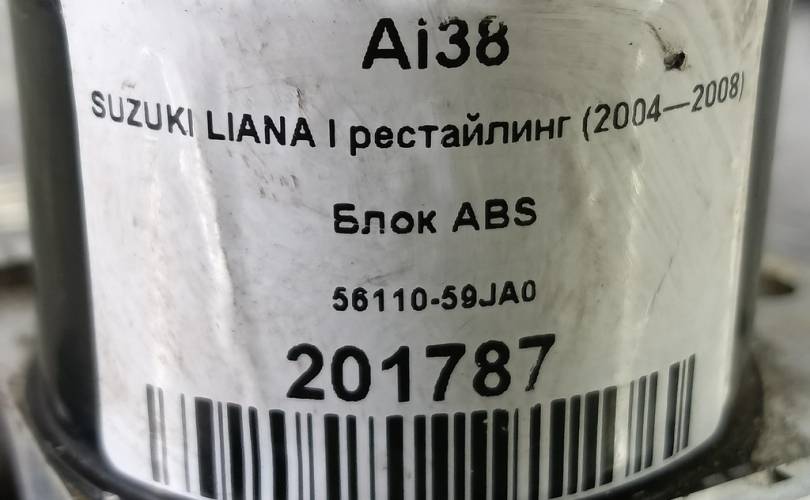 Ai38
SUZUKI LIANA I рестайлинг (2004—2008)
Блок ABS
56110-59JA0
201787